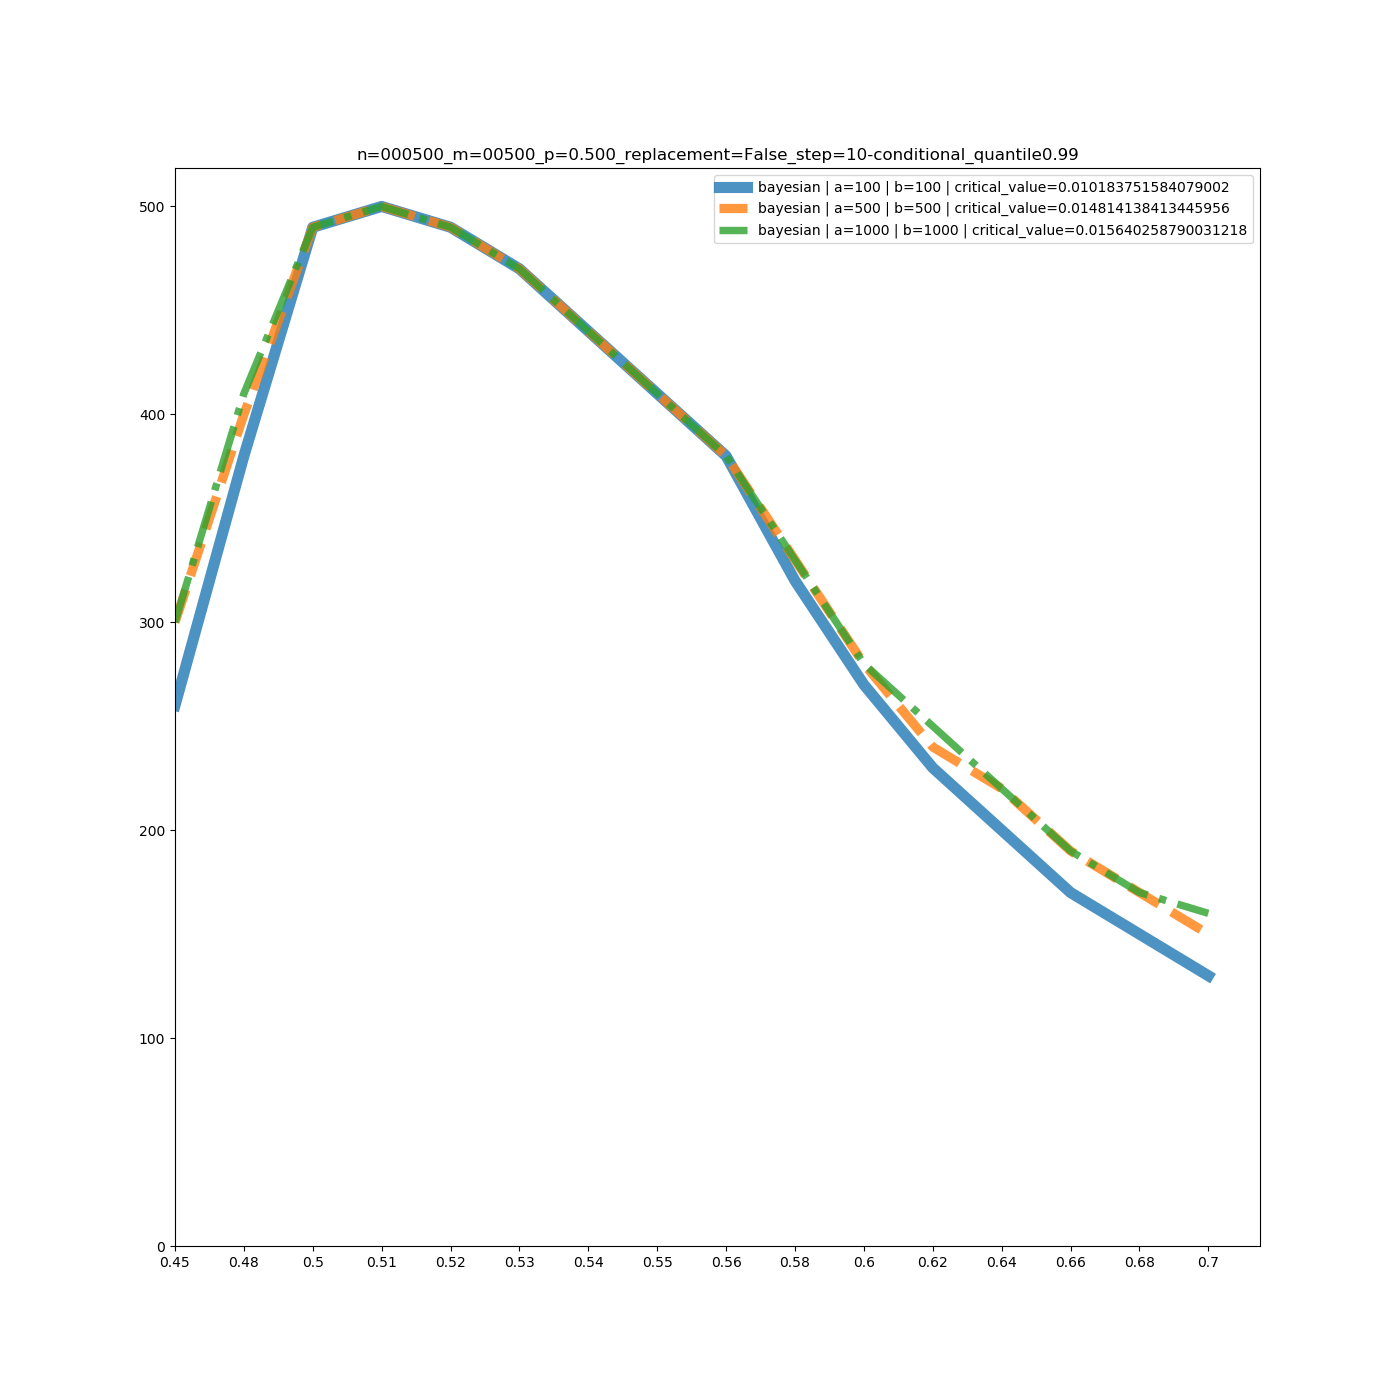 n=000500_m=00500_p=0.500_replacement=False_step=10-conditional_quantile0.99
bayesian | a=100 | b=100 | critical_value=0.010183751584079002
bayesian | a=500 | b=500 | critical_value=0.014814138413445956
bayesian | a=1000 | b=1000 | critical_value=0.015640258790031218
500
400
300
200
100
0
0.45 0.48 0.5 0.51 0.52 0.53 0.54 0.55 0.56 0.58 0.6 0.62 0.64 0.66 0.68 0.7